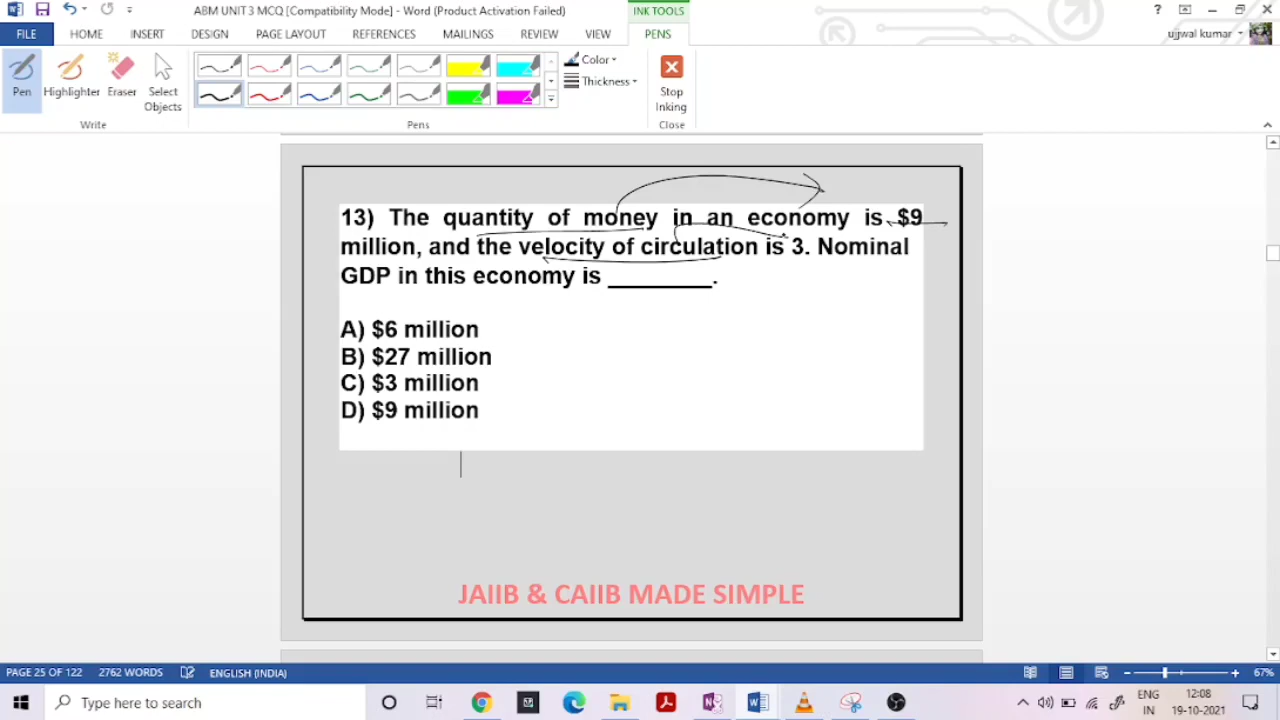 ABM UNIT 3 MCQ [Compatibility Mode] - Word (Product Activation Failed)
INK TOOLS
?
FILE
HOME
INSERT
DESIGN
PAGE LAYOUT
REFERENCES
MAILINGS
REVIEW
VIEW
PENS
ujjwal kumar
Pen
Highlighter
Eraser
Select
Objects
Color
Thickness
Stop
Inking
Write
Pens
Close
13) The quantity of money in an economy is $9
million, and the velocity of circulation is 3. Nominal
GDP in this economy is ________.
A) $6 million
B) $27 million
C) $3 million
D) $9 million
JAIIB & CAIIB MADE SIMPLE
PAGE 25 OF 122
2762 WORDS
ENGLISH (INDIA)
67%
Type here to search
ENG
IN
12:08
19-10-2021